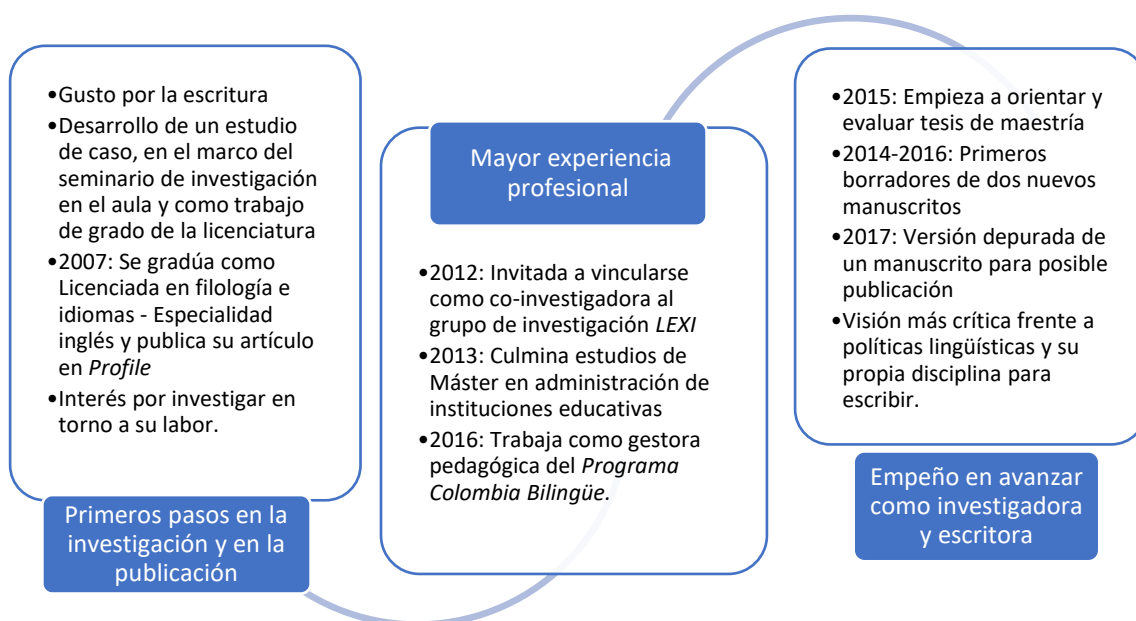 •Gusto por la escritura
•Desarrollo de un estudio
de caso, en el marco del
seminario de investigación
en el aula y como trabajo
de grado de la licenciatura
•2007: Se gradúa como
Licenciada en filología e
idiomas - Especialidad
inglés y publica su artículo
en Profile
•Interés por investigar en
torno a su labor.
Primeros pasos en la
investigación y en la
publicación
Mayor experiencia
profesional
•2012: Invitada a vincularse
como co-investigadora al
grupo de investigación LEXI
•2013: Culmina estudios de
Máster en administración de
instituciones educativas
•2016: Trabaja como gestora
pedagógica del Programa
Colombia Bilingüe.
•2015: Empieza a orientar y
evaluar tesis de maestría
•2014-2016: Primeros
borradores de dos nuevos
manuscritos
•2017: Versión depurada de
un manuscrito para posible
publicación
•Visión más crítica frente a
políticas lingüísticas y su
propia disciplina para
escribir.
Empeño en avanzar
como investigadora
y escritora